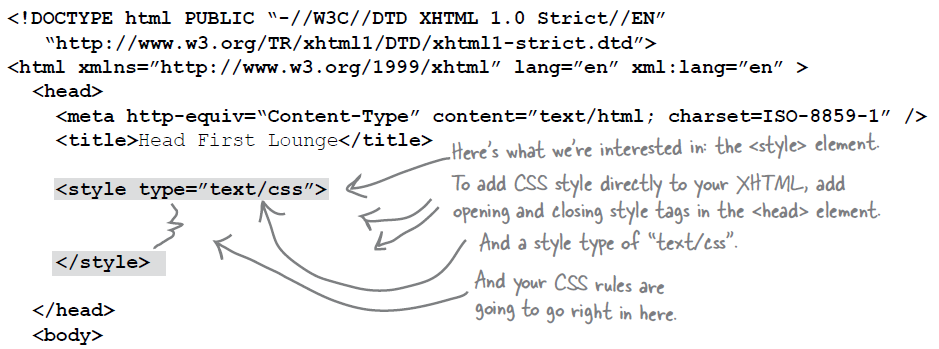 <!DOCTYPE html PUBLIC “-//W3C//DTD XHTML 1.0 Strict//EN”
“http://www.w3.org/TR/xhtml1/DTD/xhtml1-strict.dtd”>
<html xmlns=”http://www.w3.org/1999/xhtml” lang=”en” xml:lang=”en” >
<head>
<meta http-equiv=“Content-Type” content=”text/html; charset=ISO-8859-1” />
<title>Head First Lounge</title>
Here's what we're interested in: the <style> element.
<style type=”text/css”>
To add CSS style directly to your XHTML, add
opening and closing style tags in the <head> element.
And a style type of “text/css”.
</style>
And your CSS rules are
going to go right in here.
</head>
<body>